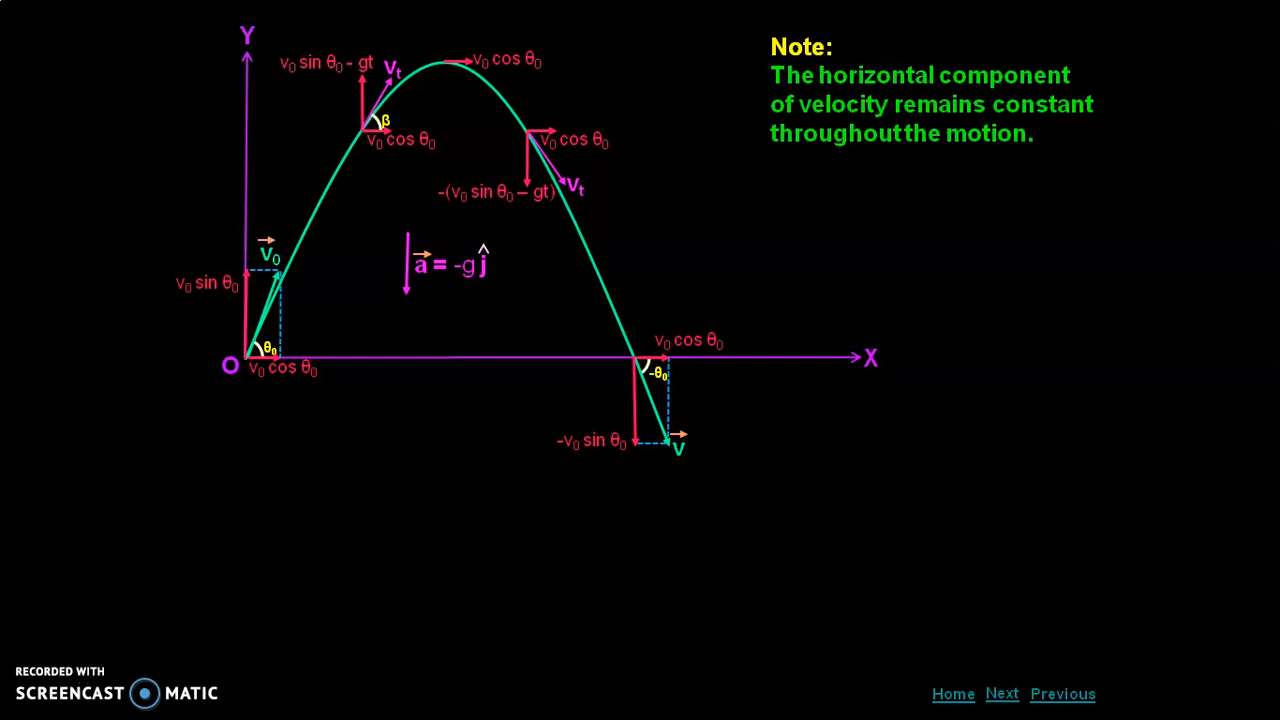 Y
Note:
The horizontal component
of velocity remains constant
throughout the motion.
v₀ sin θ₀ - gt
vₜ
v₀ cos θ₀
β
v₀ cos θ₀
v₀ cos θ₀
-(v₀ sin θ₀ – gt)
vₜ
v₀
a = -g ĵ
v₀ sin θ₀
θ₀
O
v₀ cos θ₀
v₀ cos θ₀
X
-θ₀
-v₀ sin θ₀
v
RECORDED WITH
SCREENCAST MATIC
Home Next Previous